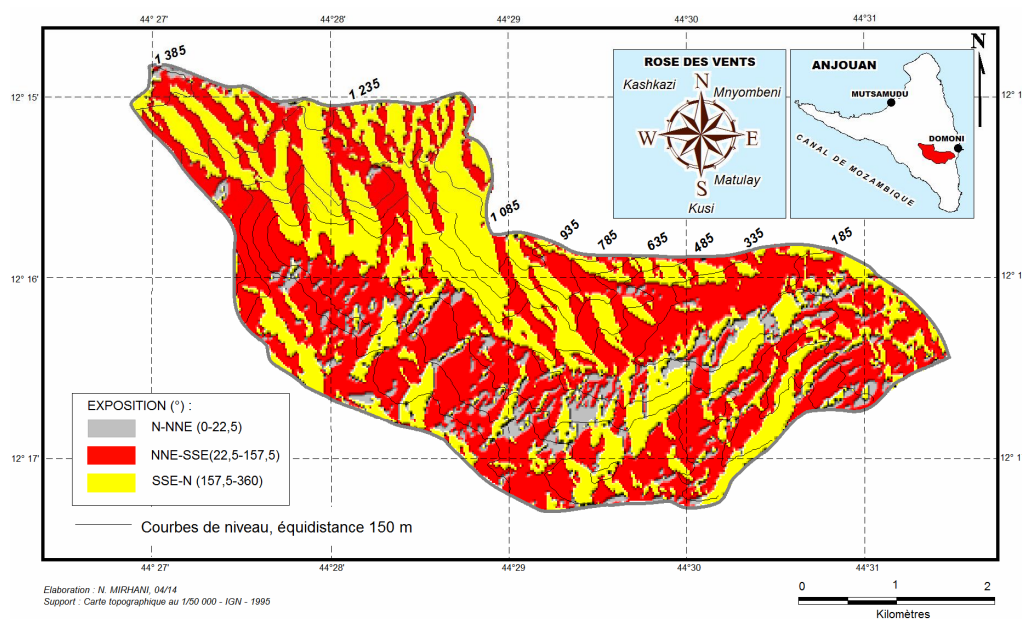 44° 27'
44° 28'
44° 29'
44° 30'
44° 31'
N
1 385
1 235
12° 15'
12° 1
ROSE DES VENTS
Kashkazi
N
Mnyombeni
W
E
S
Matulay
Kusi
ANJOUAN
MUTSAMUDU
DOMONI
CANAL DE MOZAMBIQUE
1 085
935
785
635
485
335
185
12° 16'
12° 1
EXPOSITION (°) :
N-NNE (0-22,5)
NNE-SSE(22,5-157,5)
SSE-N (157,5-360)
12° 17'
12° 1
Courbes de niveau, équidistance 150 m
44° 27'
44° 28'
44° 29'
44° 30'
44° 31'
Elaboration : N. MIRHANI, 04/14
Support : Carte topographique au 1/50 000 - IGN - 1995
0
1
2
Kilomètres